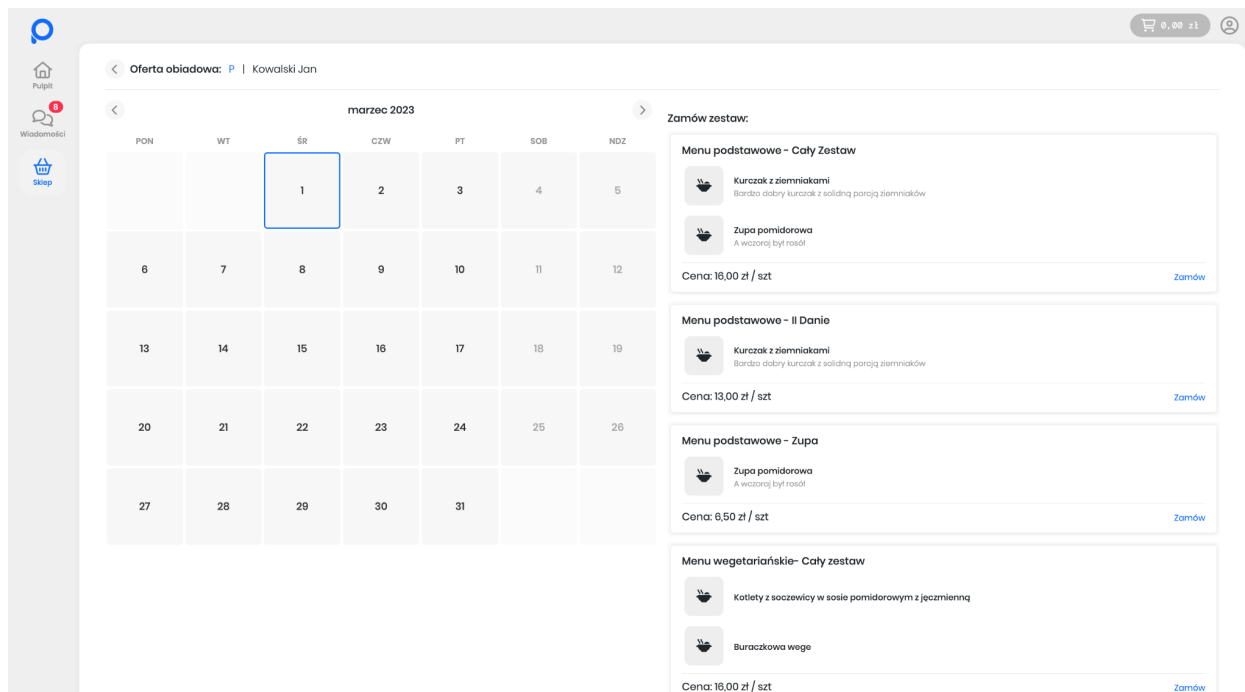 0,00 zł
Pulpit
8
Wiadomości
Sklep
Oferta obiadowa: P | Kowalski Jan
marzec 2023
PON WT ŚR CZW PT SOB NDZ
1 2 3 4 5
6 7 8 9 10 11 12
13 14 15 16 17 18 19
20 21 22 23 24 25 26
27 28 29 30 31
Zamów zestaw:
Menu podstawowe - Cały Zestaw
Kurczak z ziemniakami
Bardzo dobry kurczak z solidną porcją ziemniaków
Zupa pomidorowa
A wczoraj był rosół
Cena: 16,00 zł / szt Zamów
Menu podstawowe - II Danie
Kurczak z ziemniakami
Bardzo dobry kurczak z solidną porcją ziemniaków
Cena: 13,00 zł / szt Zamów
Menu podstawowe - Zupa
Zupa pomidorowa
A wczoraj był rosół
Cena: 6,50 zł / szt Zamów
Menu wegetariańskie- Cały zestaw
Kotlety z soczewicy w sosie pomidorowym z jęczmienną
Buraczkowa wege
Cena: 16,00 zł / szt Zamów